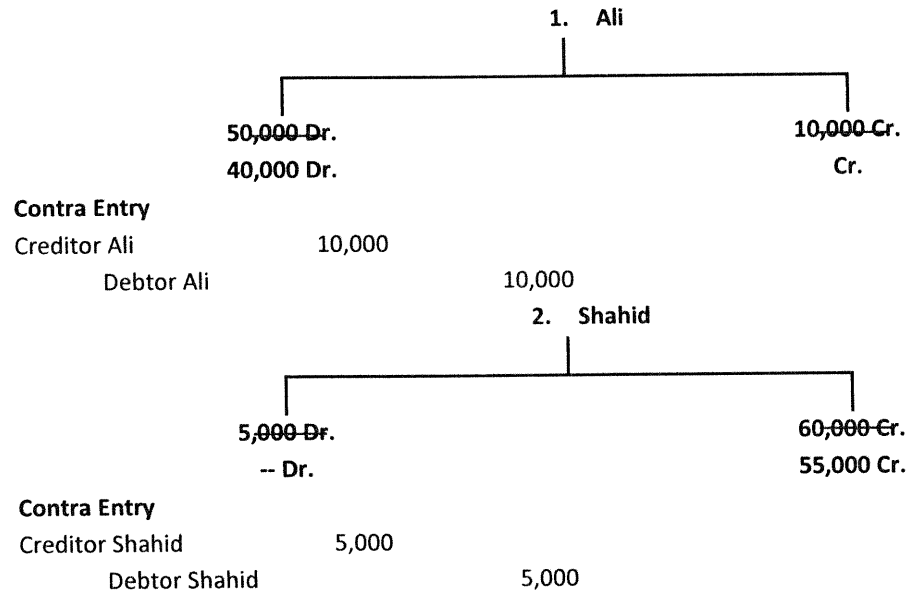 1. Ali
50,000 Dr. 10,000 Cr.
40,000 Dr. Cr.
Contra Entry
Creditor Ali 10,000
Debtor Ali 10,000
2. Shahid
5,000 Dr. 60,000 Cr.
-- Dr. 55,000 Cr.
Contra Entry
Creditor Shahid 5,000
Debtor Shahid 5,000